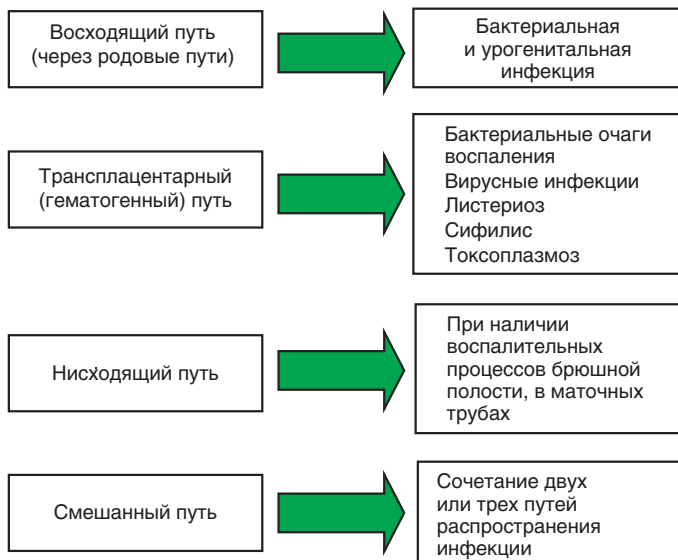 Восходящий путь
(через родовые пути)
Бактериальная
и урогенитальная
инфекция
Трансплацентарный
(гематогенный) путь
Бактериальные очаги
воспаления
Вирусные инфекции
Листериоз
Сифилис
Токсоплазмоз
Нисходящий путь
При наличии
воспалительных
процессов брюшной
полости, в маточных
трубах
Смешанный путь
Сочетание двух
или трех путей
распространения
инфекции